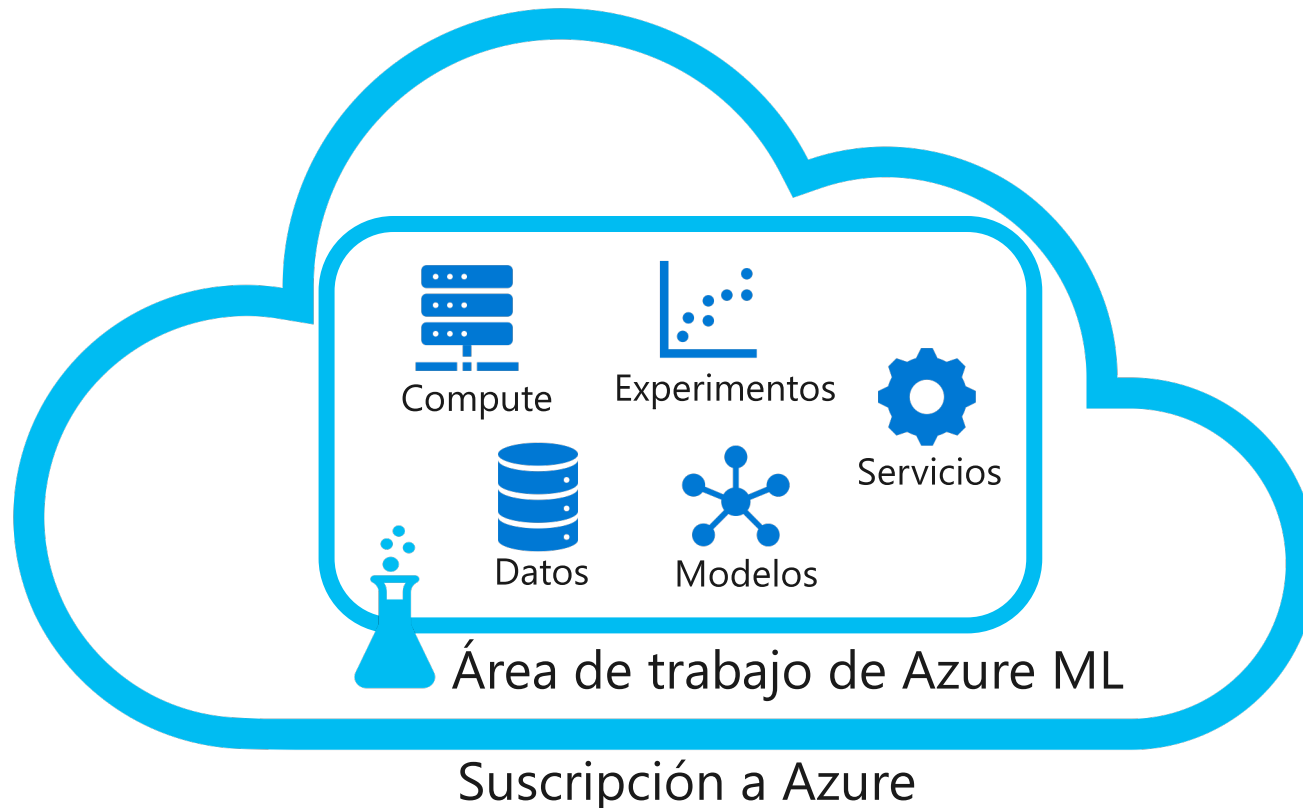 Compute
Experimentos
Servicios
Datos
Modelos
Área de trabajo de Azure ML
Suscripción a Azure